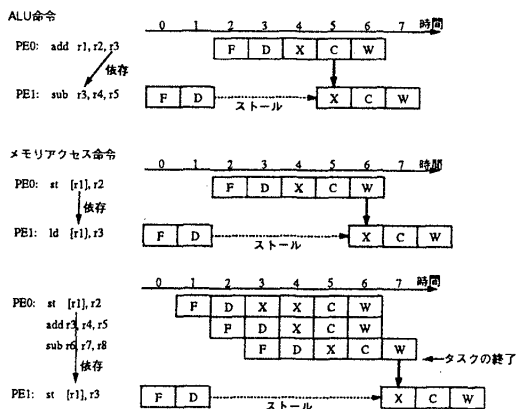 ALU命令
0 1 2 3 4 5 6 7 時間
PE0: add r1, r2, r3
F D X C W
依存
PE1: sub r3, r4, r5
F D ストール X C W
メモリアクセス命令
0 1 2 3 4 5 6 7 時間
PE0: st [r1], r2
F D X C W
依存
PE1: ld [r1], r3
F D ストール X C W
0 1 2 3 4 5 6 7 時間
PE0: st [r1], r2
F D X X C W
add r3, r4, r5
F D X C W
sub r6, r7, r8
F D X C W
依存
タスクの終了
PE1: st [r1], r3
F D ストール X C W